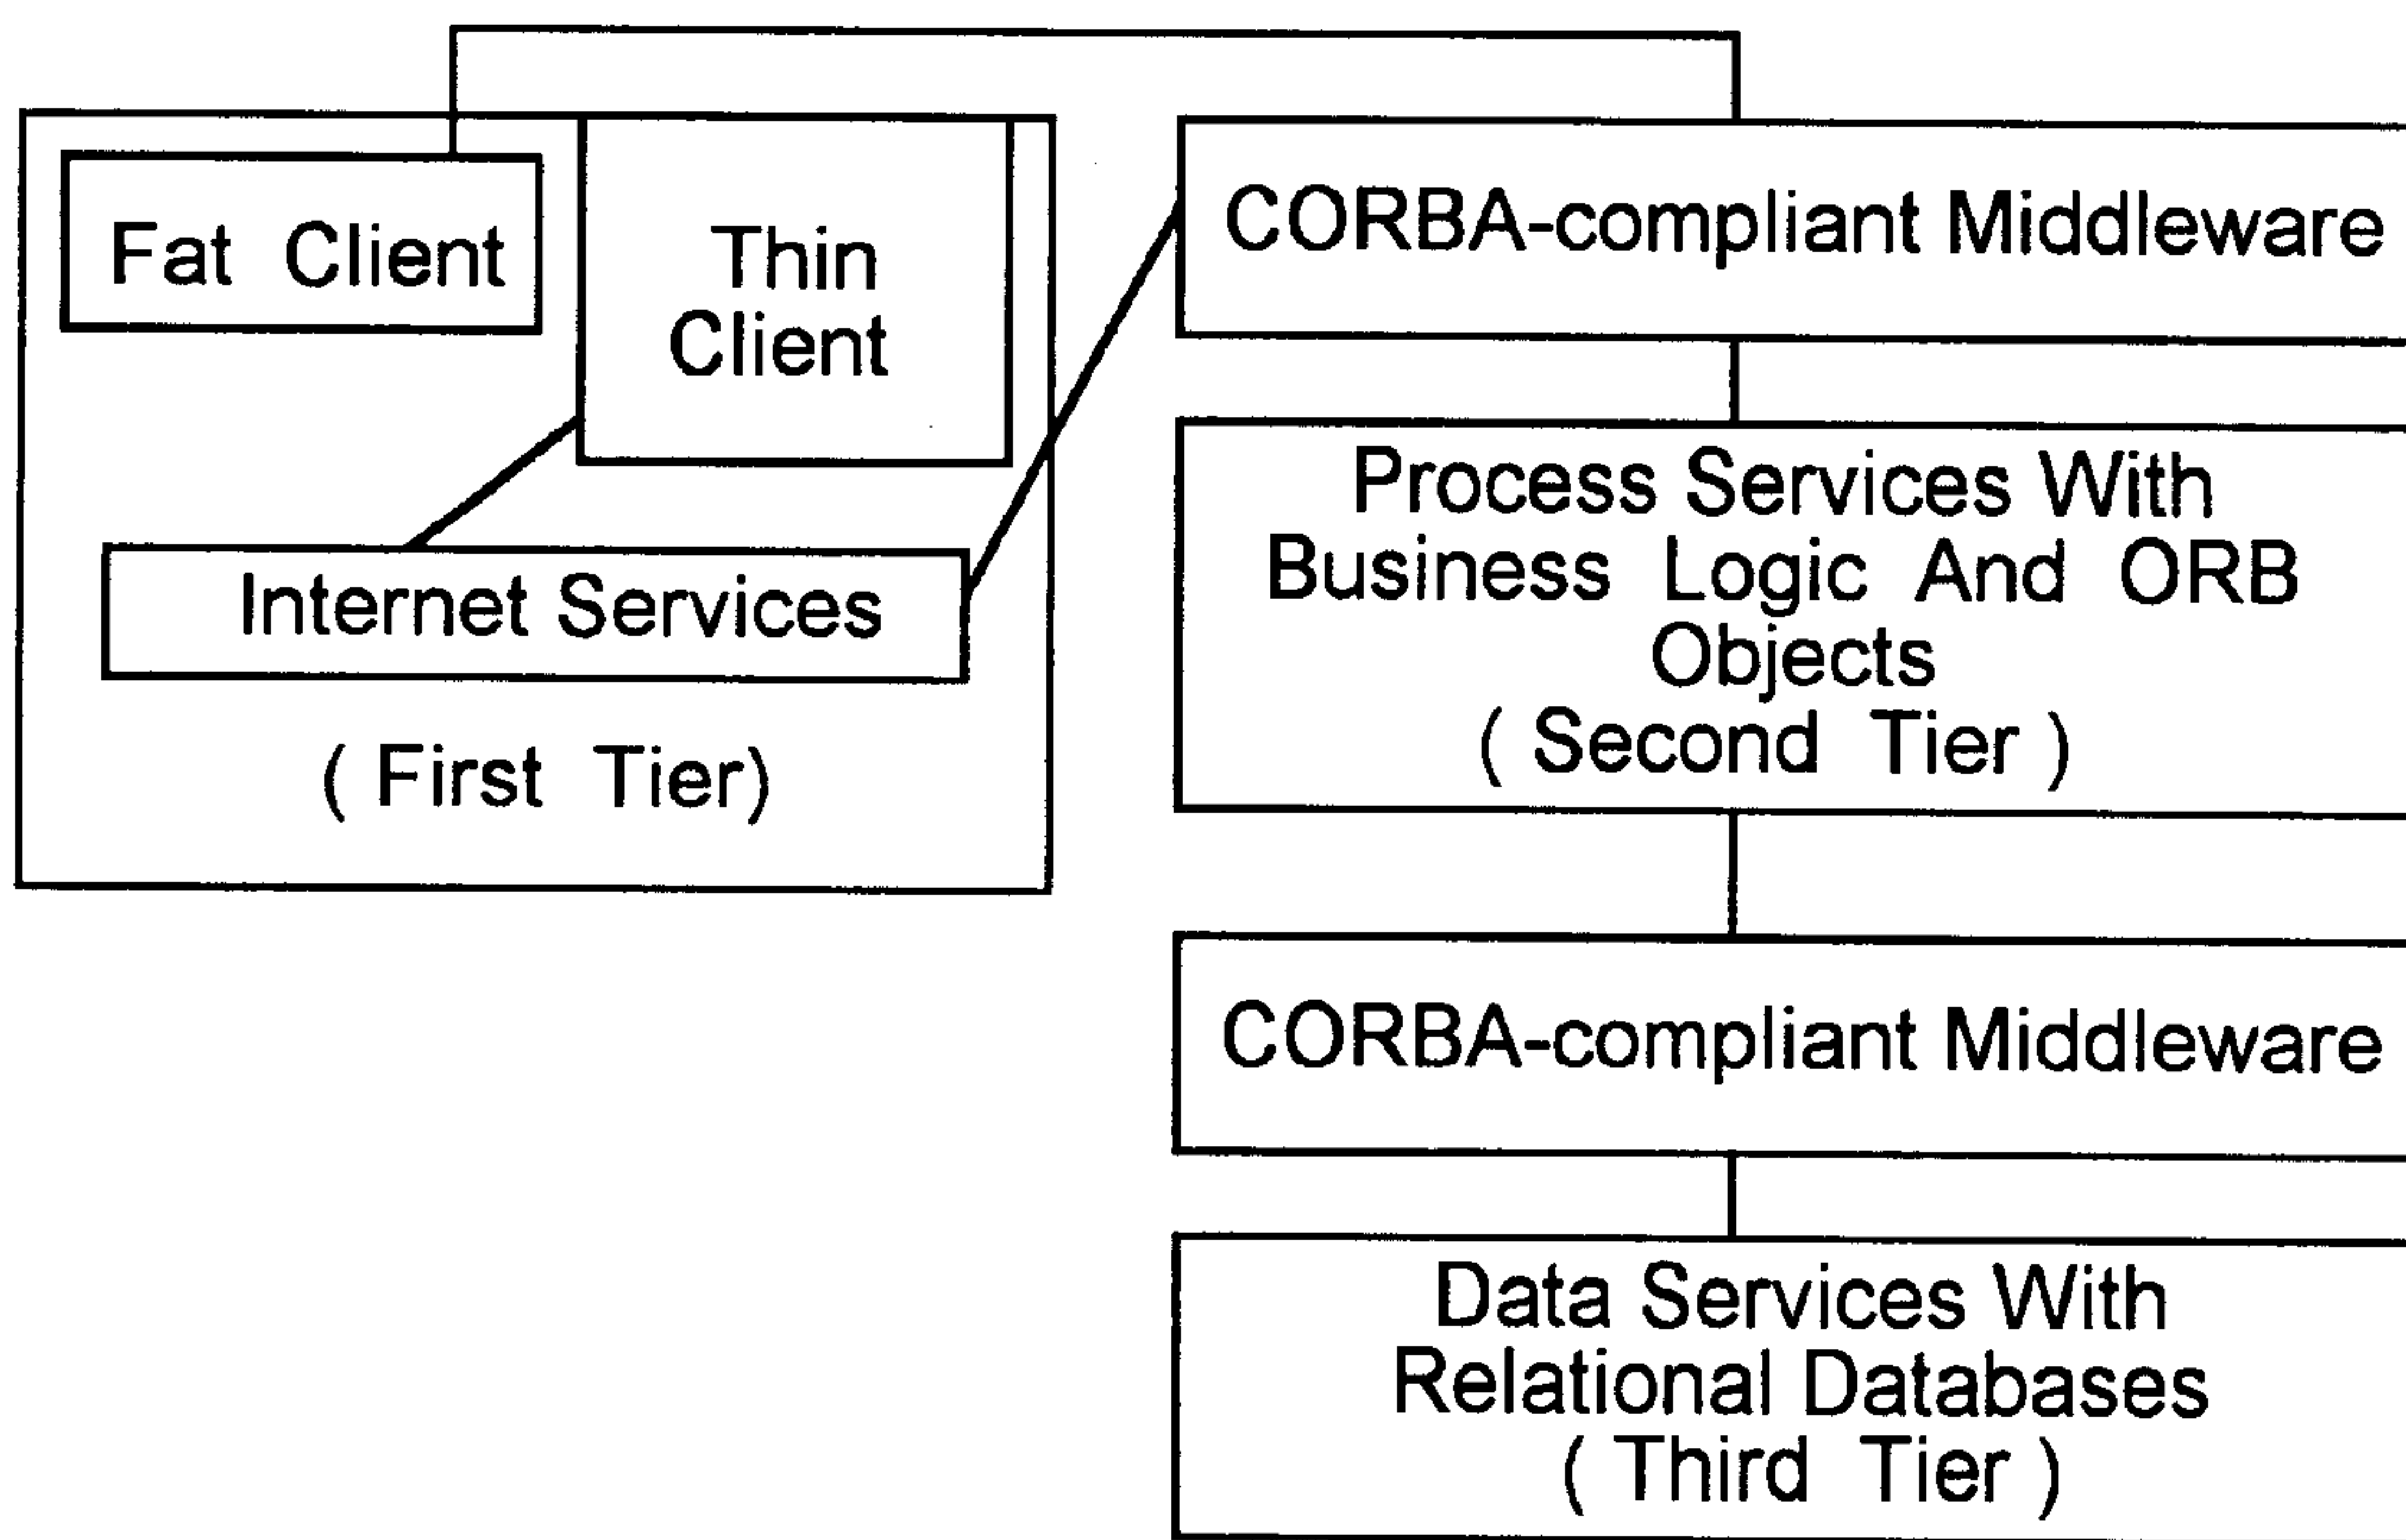 Fat Client
Thin
Client
Internet Services
( First Tier)
CORBA-compliant Middleware
Process Services With
Business Logic And ORB
Objects
( Second Tier )
CORBA-compliant Middleware
Data Services With
Relational Databases
( Third Tier )